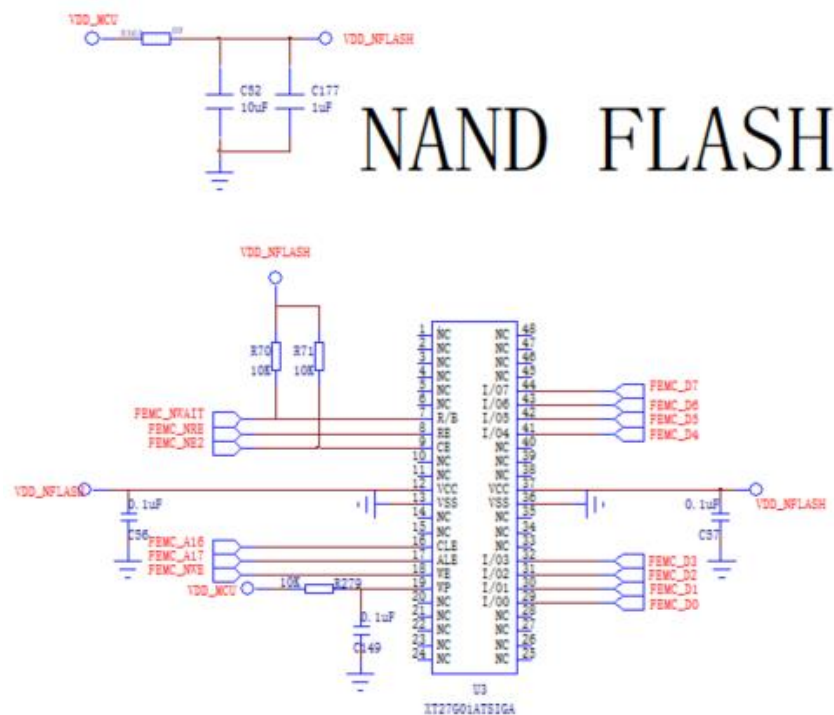 VDD_MCU
VDD_NFLASH
C52
10uF
C177
1uF
NAND FLASH
VDD_NFLASH
R70
10K
R71
10K
FEMC_NWAIT
FEMC_NRE
FEMC_NE2
VDD_NFLASH
0.1uF
C56
FEMC_A16
FEMC_A17
FEMC_NWE
VDD_MCU
10K
R279
0.1uF
C149
1 NC
2 NC
3 NC
4 NC
5 NC
6 NC
7 R/B
8 RE
9 CE
10 NC
11 NC
12 VCC
13 VSS
14 NC
15 NC
16 CLE
17 ALE
18 WE
19 WP
20 NC
21 NC
22 NC
23 NC
24 NC
NC 48
NC 47
NC 46
NC 45
I/O7 44
I/O6 43
I/O5 42
I/O4 41
NC 40
NC 39
NC 38
VCC 37
VSS 36
NC 35
NC 34
NC 33
I/O3 32
I/O2 31
I/O1 30
I/O0 29
NC 28
NC 27
NC 26
NC 25
FEMC_D7
FEMC_D6
FEMC_D5
FEMC_D4
0.1uF
C57
VDD_NFLASH
FEMC_D3
FEMC_D2
FEMC_D1
FEMC_D0
U3
XT27G01ATSIGA